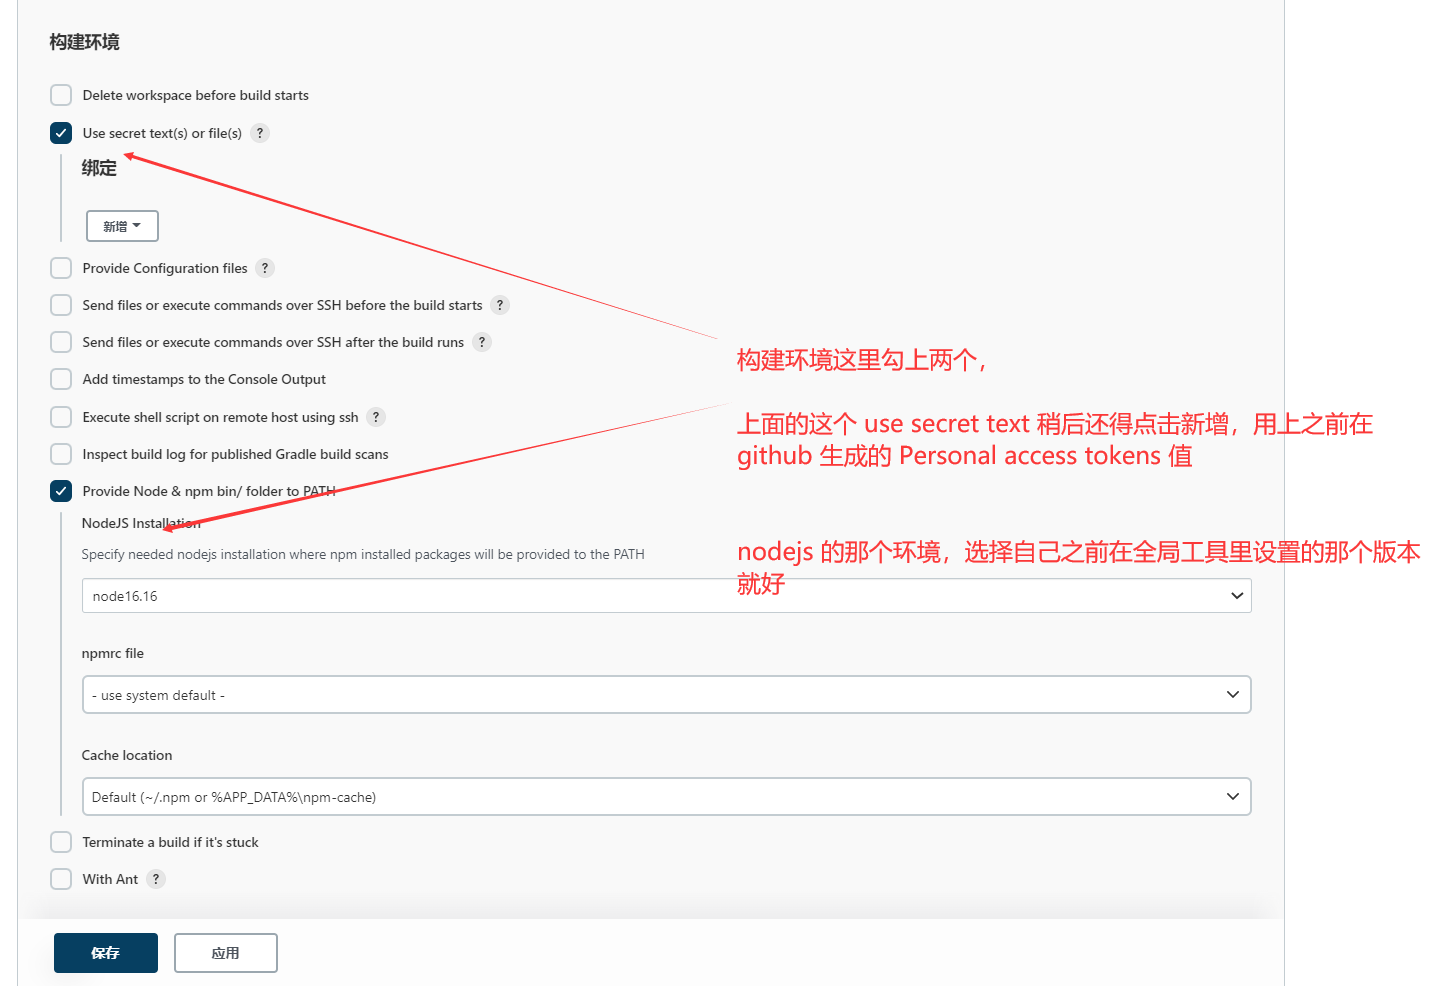 构建环境
Delete workspace before build starts
Use secret text(s) or file(s) ?
绑定
新增
Provide Configuration files ?
Send files or execute commands over SSH before the build starts ?
Send files or execute commands over SSH after the build runs ?
Add timestamps to the Console Output
Execute shell script on remote host using ssh ?
Inspect build log for published Gradle build scans
Provide Node & npm bin/ folder to PATH
NodeJS Installation
Specify needed nodejs installation where npm installed packages will be provided to the PATH
node16.16
npmrc file
- use system default -
Cache location
Default (~/.npm or %APP_DATA%\npm-cache)
Terminate a build if it's stuck
With Ant ?
保存
应用
构建环境这里勾上两个，
上面的这个 use secret text 稍后还得点击新增，用上之前在
github 生成的 Personal access tokens 值
nodejs 的那个环境，选择自己之前在全局工具里设置的那个版本
就好